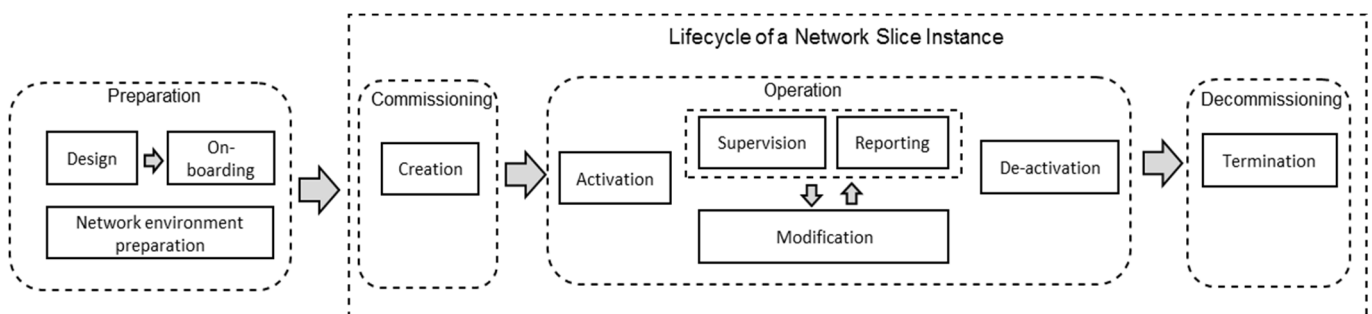 Lifecycle of a Network Slice Instance
Preparation
Design
On-
boarding
Network environment
preparation
Commissioning
Creation
Operation
Activation
Supervision
Reporting
Modification
De-activation
Decommissioning
Termination